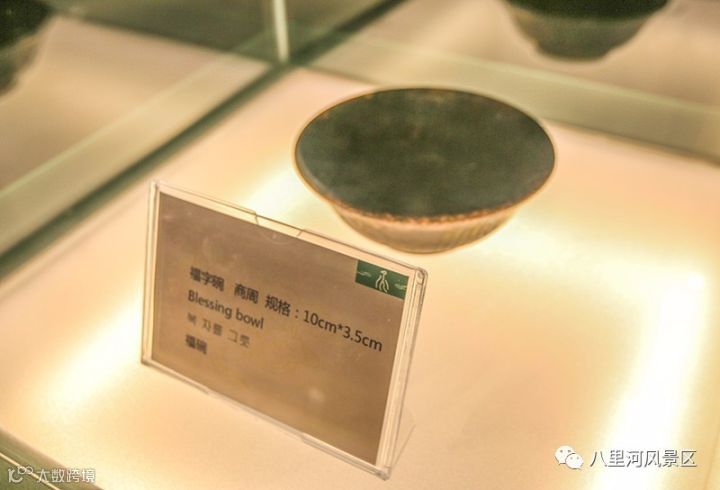 福字碗 商周 规格：10cm*3.5cm
Blessing bowl
복 자를 그릇
福碗
八里河风景区
大数跨境